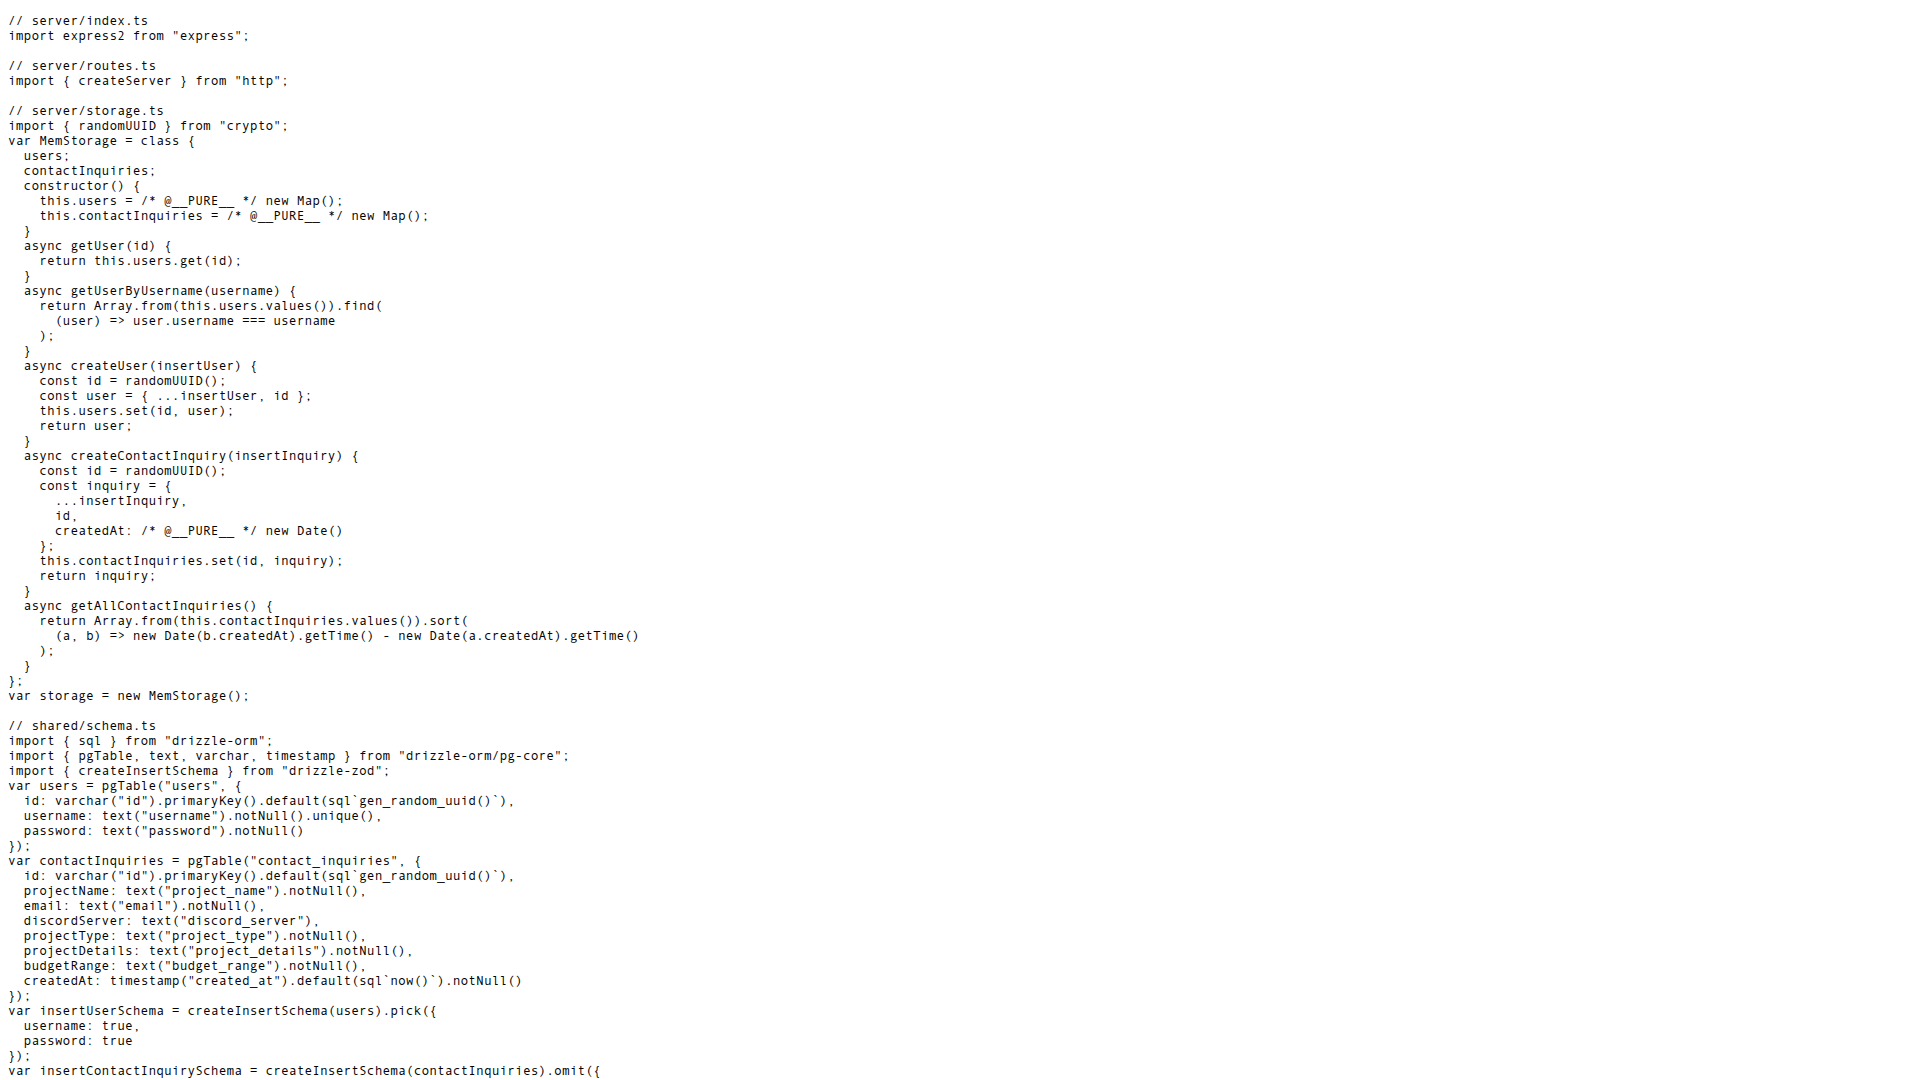 // server/index.ts
import express2 from "express";

// server/routes.ts
import { createServer } from "http";

// server/storage.ts
import { randomUUID } from "crypto";
var MemStorage = class {
  users;
  contactInquiries;
  constructor() {
    this.users = /* @__PURE__ */ new Map();
    this.contactInquiries = /* @__PURE__ */ new Map();
  }
  async getUser(id) {
    return this.users.get(id);
  }
  async getUserByUsername(username) {
    return Array.from(this.users.values()).find(
      (user) => user.username === username
    );
  }
  async createUser(insertUser) {
    const id = randomUUID();
    const user = { ...insertUser, id };
    this.users.set(id, user);
    return user;
  }
  async createContactInquiry(insertInquiry) {
    const id = randomUUID();
    const inquiry = {
      ...insertInquiry,
      id,
      createdAt: /* @__PURE__ */ new Date()
    };
    this.contactInquiries.set(id, inquiry);
    return inquiry;
  }
  async getAllContactInquiries() {
    return Array.from(this.contactInquiries.values()).sort(
      (a, b) => new Date(b.createdAt).getTime() - new Date(a.createdAt).getTime()
    );
  }
};
var storage = new MemStorage();

// shared/schema.ts
import { sql } from "drizzle-orm";
import { pgTable, text, varchar, timestamp } from "drizzle-orm/pg-core";
import { createInsertSchema } from "drizzle-zod";
var users = pgTable("users", {
  id: varchar("id").primaryKey().default(sql`gen_random_uuid()`),
  username: text("username").notNull().unique(),
  password: text("password").notNull()
});
var contactInquiries = pgTable("contact_inquiries", {
  id: varchar("id").primaryKey().default(sql`gen_random_uuid()`),
  projectName: text("project_name").notNull(),
  email: text("email").notNull(),
  discordServer: text("discord_server"),
  projectType: text("project_type").notNull(),
  projectDetails: text("project_details").notNull(),
  budgetRange: text("budget_range").notNull(),
  createdAt: timestamp("created_at").default(sql`now()`).notNull()
});
var insertUserSchema = createInsertSchema(users).pick({
  username: true,
  password: true
});
var insertContactInquirySchema = createInsertSchema(contactInquiries).omit({